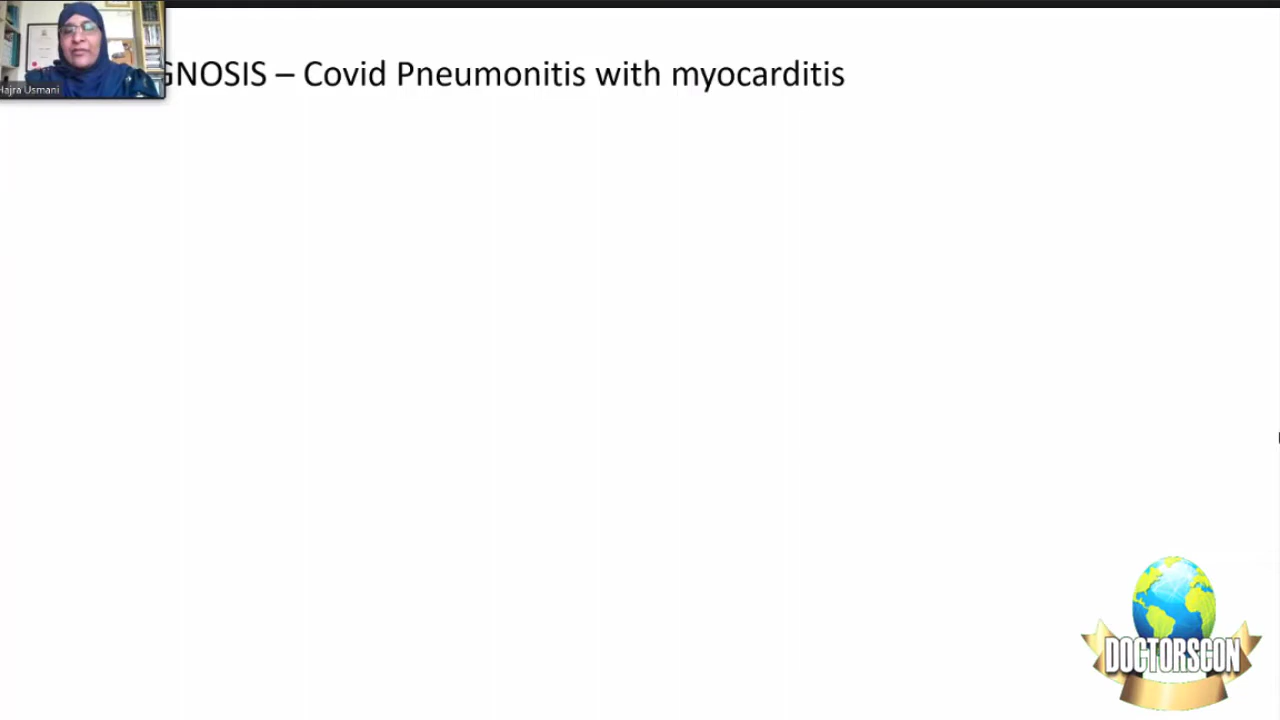 GNOSIS – Covid Pneumonitis with myocarditis
Hajra Usmani
DOCTORSCON